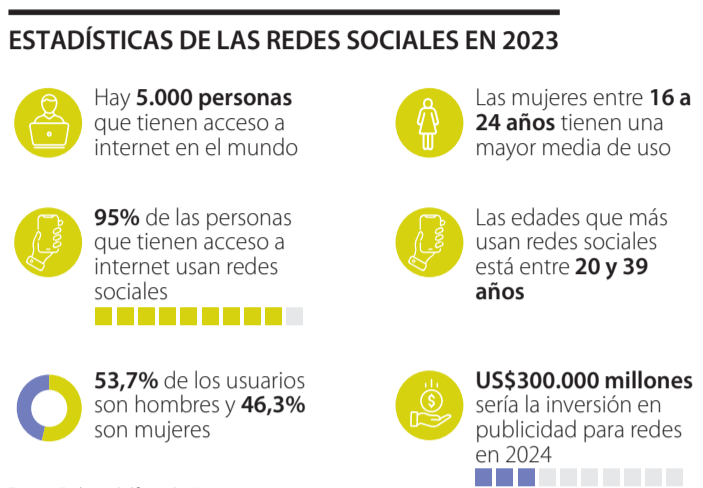 ESTADÍSTICAS DE LAS REDES SOCIALES EN 2023
Hay 5.000 personas
que tienen acceso a
internet en el mundo
Las mujeres entre 16 a
24 años tienen una
mayor media de uso
95% de las personas
que tienen acceso a
internet usan redes
sociales
Las edades que más
usan redes sociales
está entre 20 y 39
años
53,7% de los usuarios
son hombres y 46,3%
son mujeres
US$300.000 millones
sería la inversión en
publicidad para redes
en 2024